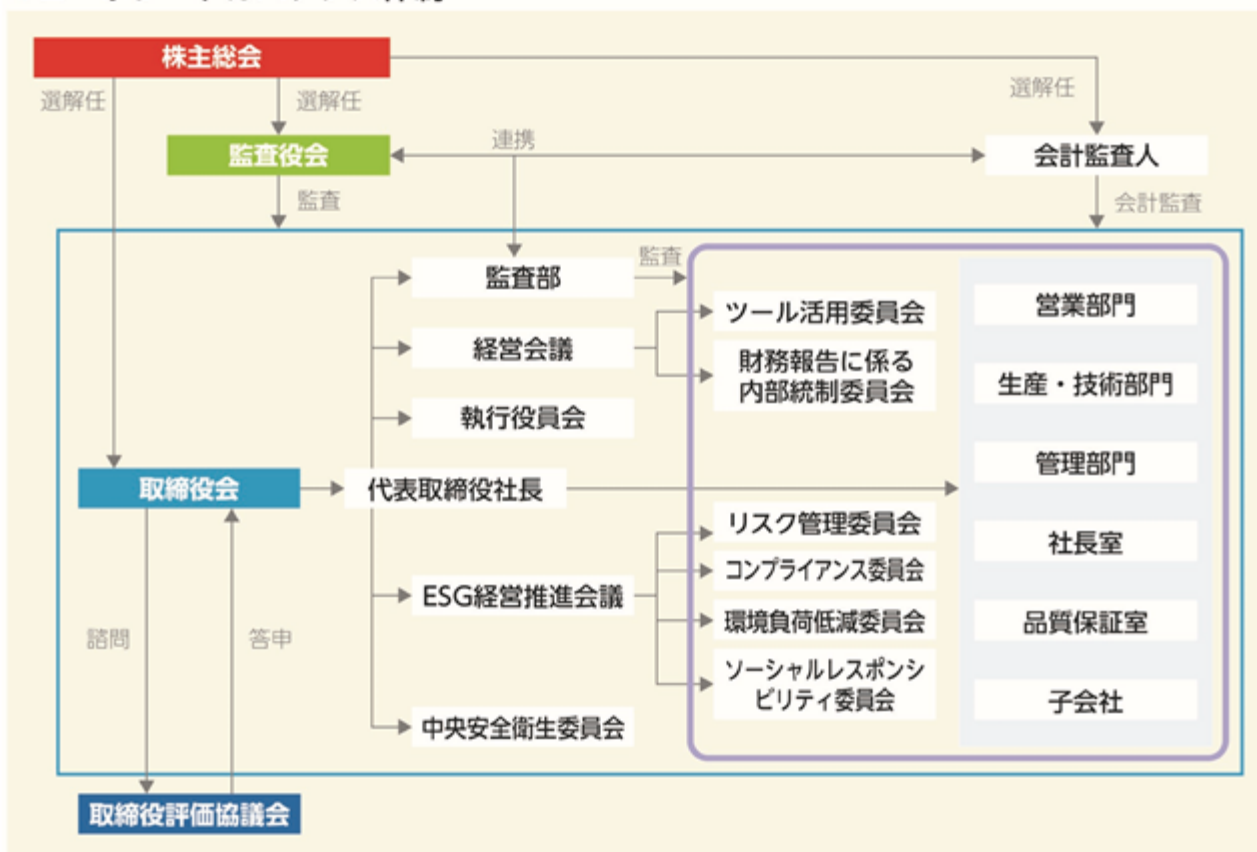 株主総会
選解任
選解任
選解任
監査役会
連携
会計監査人
監査
会計監査
監査部
監査
経営会議
執行役員会
取締役会
代表取締役社長
ESG経営推進会議
中央安全衛生委員会
ツール活用委員会
財務報告に係る
内部統制委員会
リスク管理委員会
コンプライアンス委員会
環境負荷低減委員会
ソーシャルレスポンシ
ビリティ委員会
営業部門
生産・技術部門
管理部門
社長室
品質保証室
子会社
諮問
答申
取締役評価協議会